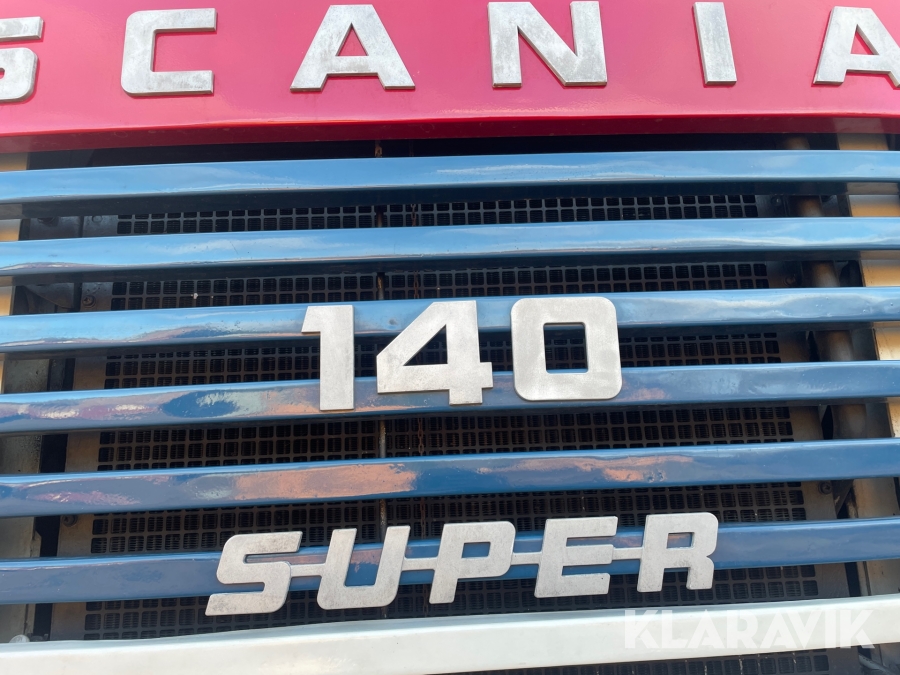 SCANIA
140
SUPER
KLARAVIK